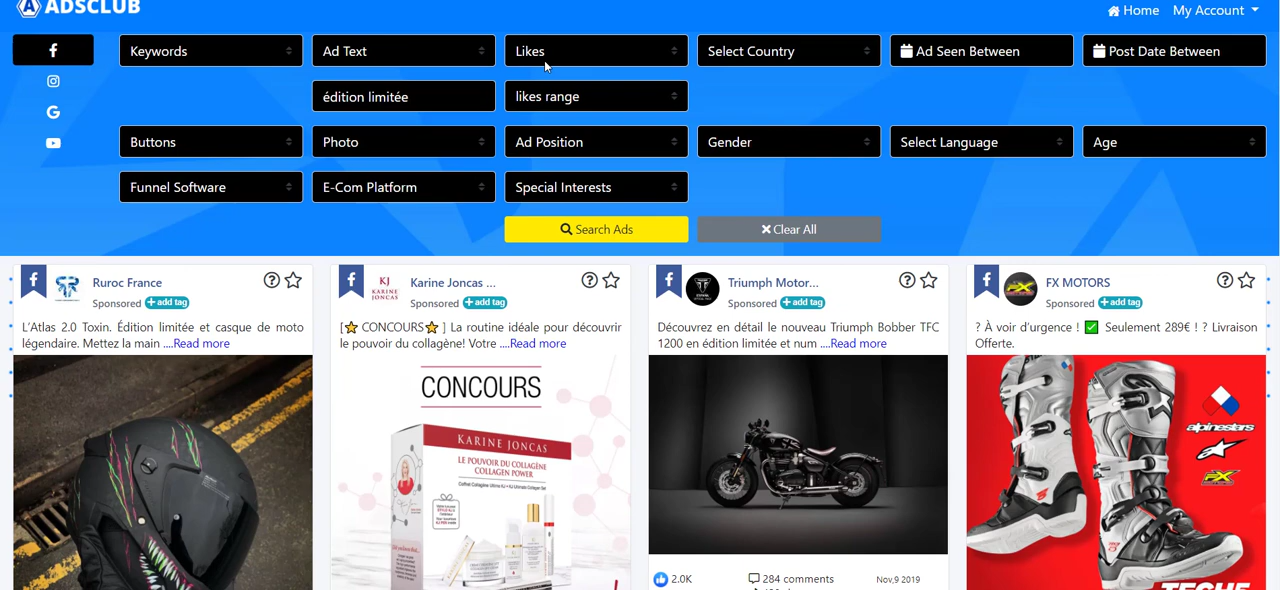 ADSCLUB
Home My Account
Keywords Ad Text Likes Select Country Ad Seen Between Post Date Between
édition limitée likes range
Buttons Photo Ad Position Gender Select Language Age
Funnel Software E-Com Platform Special Interests
Search Ads Clear All
Ruroc France
Sponsored + add tag
L'Atlas 2.0 Toxin. Édition limitée et casque de moto
légendaire. Mettez la main ....Read more
KJ
KARINE
JONCAS
Karine Joncas ...
Sponsored + add tag
[⭐ CONCOURS⭐ ] La routine idéale pour découvrir
le pouvoir du collagène! Votre ....Read more
CONCOURS
KARINE JONCAS
LE POUVOIR DU COLLAGÈNE
COLLAGEN POWER
TRIUMPH
Triumph Motor...
Sponsored + add tag
Découvrez en détail le nouveau Triumph Bobber TFC
1200 en édition limitée et num ....Read more
2.0K 284 comments Nov,9 2019
FX
FX MOTORS
Sponsored + add tag
? À voir d'urgence ! ✅ Seulement 289€ ! ? Livraison
Offerte.
alpinestars
FX